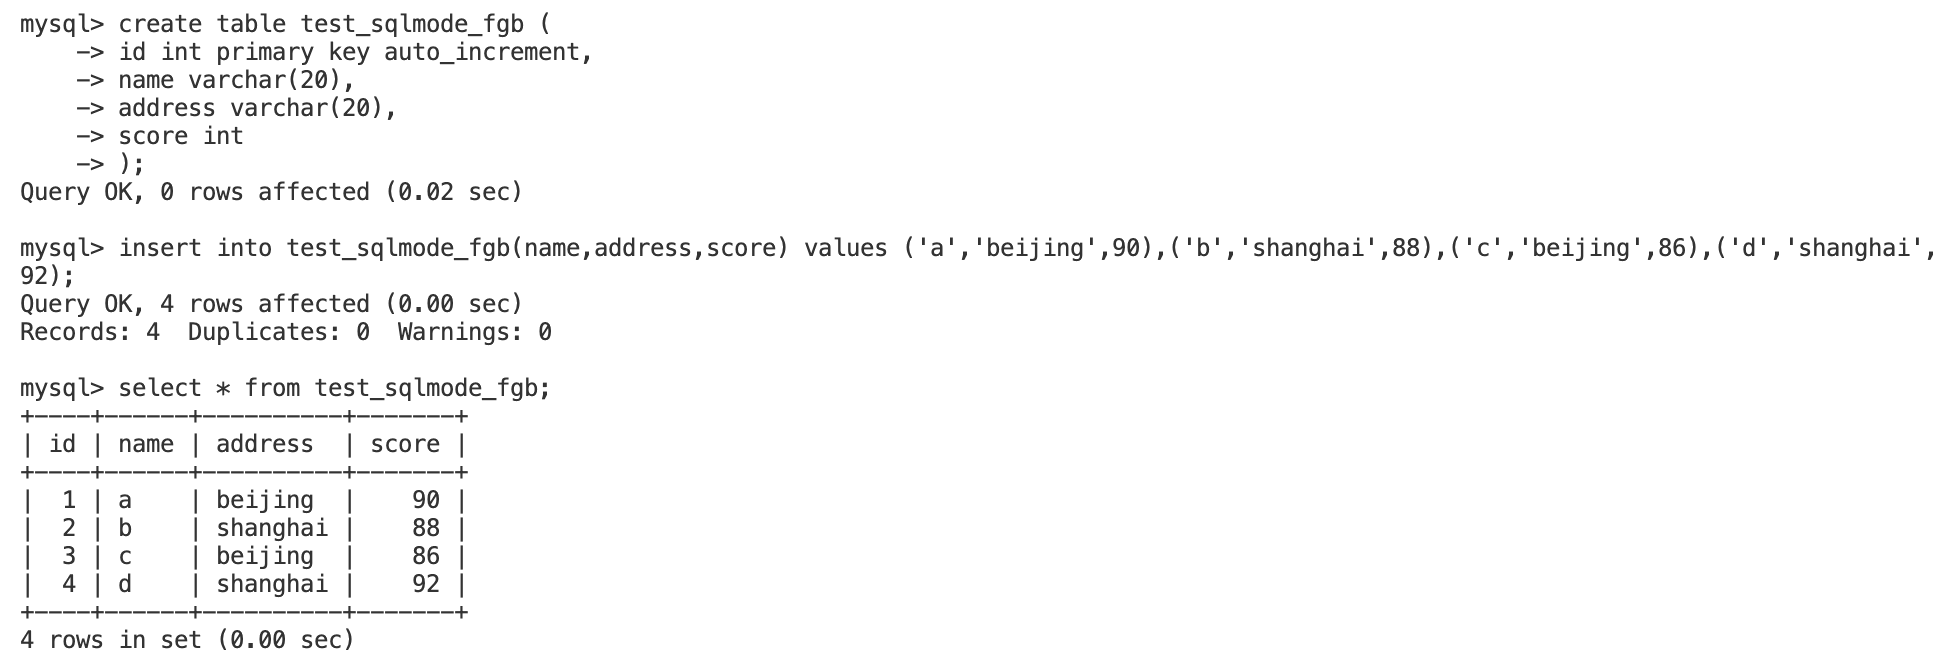 mysql> create table test_sqlmode_fgb (
    -> id int primary key auto_increment,
    -> name varchar(20),
    -> address varchar(20),
    -> score int
    -> );
Query OK, 0 rows affected (0.02 sec)

mysql> insert into test_sqlmode_fgb(name,address,score) values ('a','beijing',90),('b','shanghai',88),('c','beijing',86),('d','shanghai',
92);
Query OK, 4 rows affected (0.00 sec)
Records: 4  Duplicates: 0  Warnings: 0

mysql> select * from test_sqlmode_fgb;
+----+------+----------+-------+
| id | name | address  | score |
+----+------+----------+-------+
|  1 | a    | beijing  |    90 |
|  2 | b    | shanghai |    88 |
|  3 | c    | beijing  |    86 |
|  4 | d    | shanghai |    92 |
+----+------+----------+-------+
4 rows in set (0.00 sec)